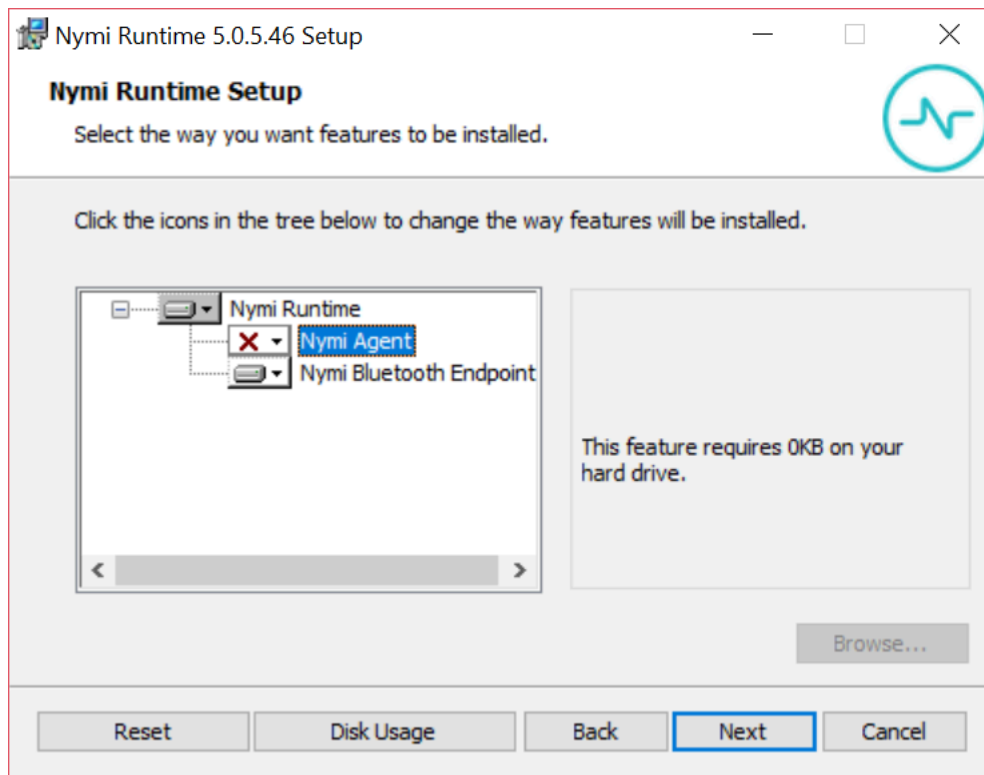 Nymi Runtime 5.0.5.46 Setup
Nymi Runtime Setup
Select the way you want features to be installed.
Click the icons in the tree below to change the way features will be installed.
Nymi Runtime
Nymi Agent
Nymi Bluetooth Endpoint
This feature requires 0KB on your
hard drive.
Browse...
Reset
Disk Usage
Back
Next
Cancel